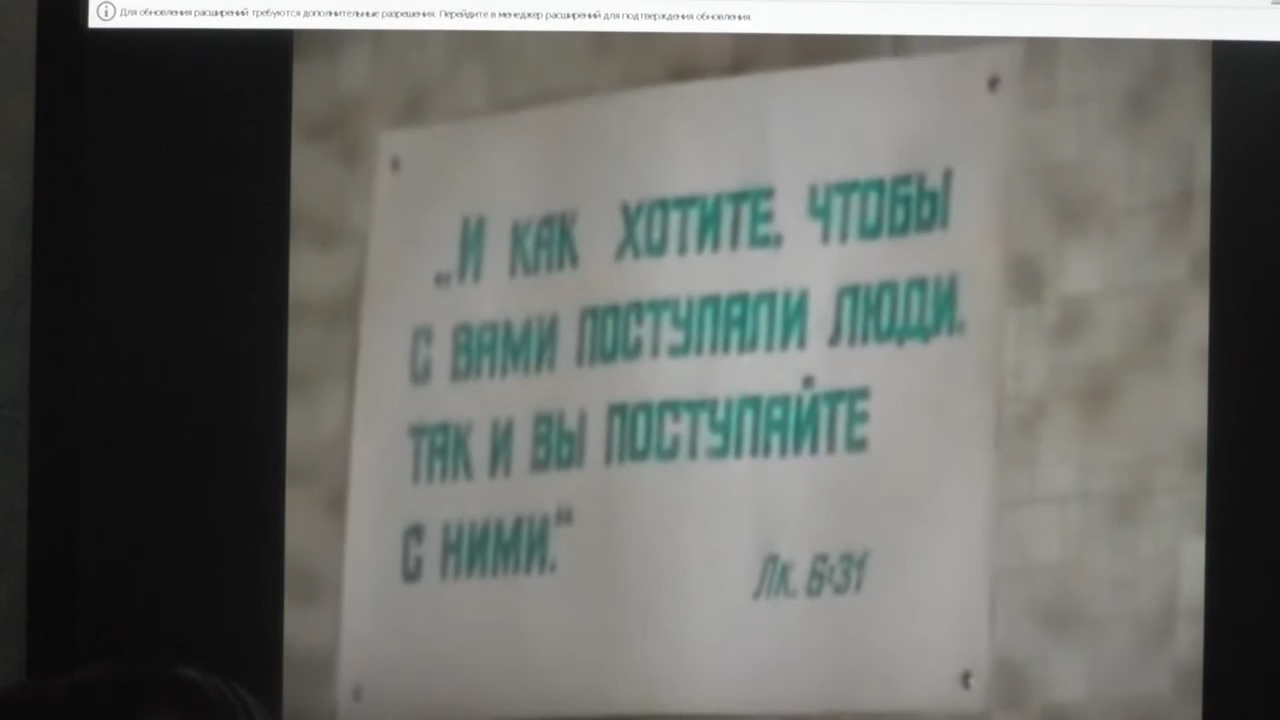 Для обновления расширений требуются дополнительные разрешения. Перейдите в менеджер расширений для подтверждения обновления.
„И КАК ХОТИТЕ, ЧТОБЫ
С ВАМИ ПОСТУПАЛИ ЛЮДИ,
ТАК И ВЫ ПОСТУПАЙТЕ
С НИМИ.“
Лк. 6:31